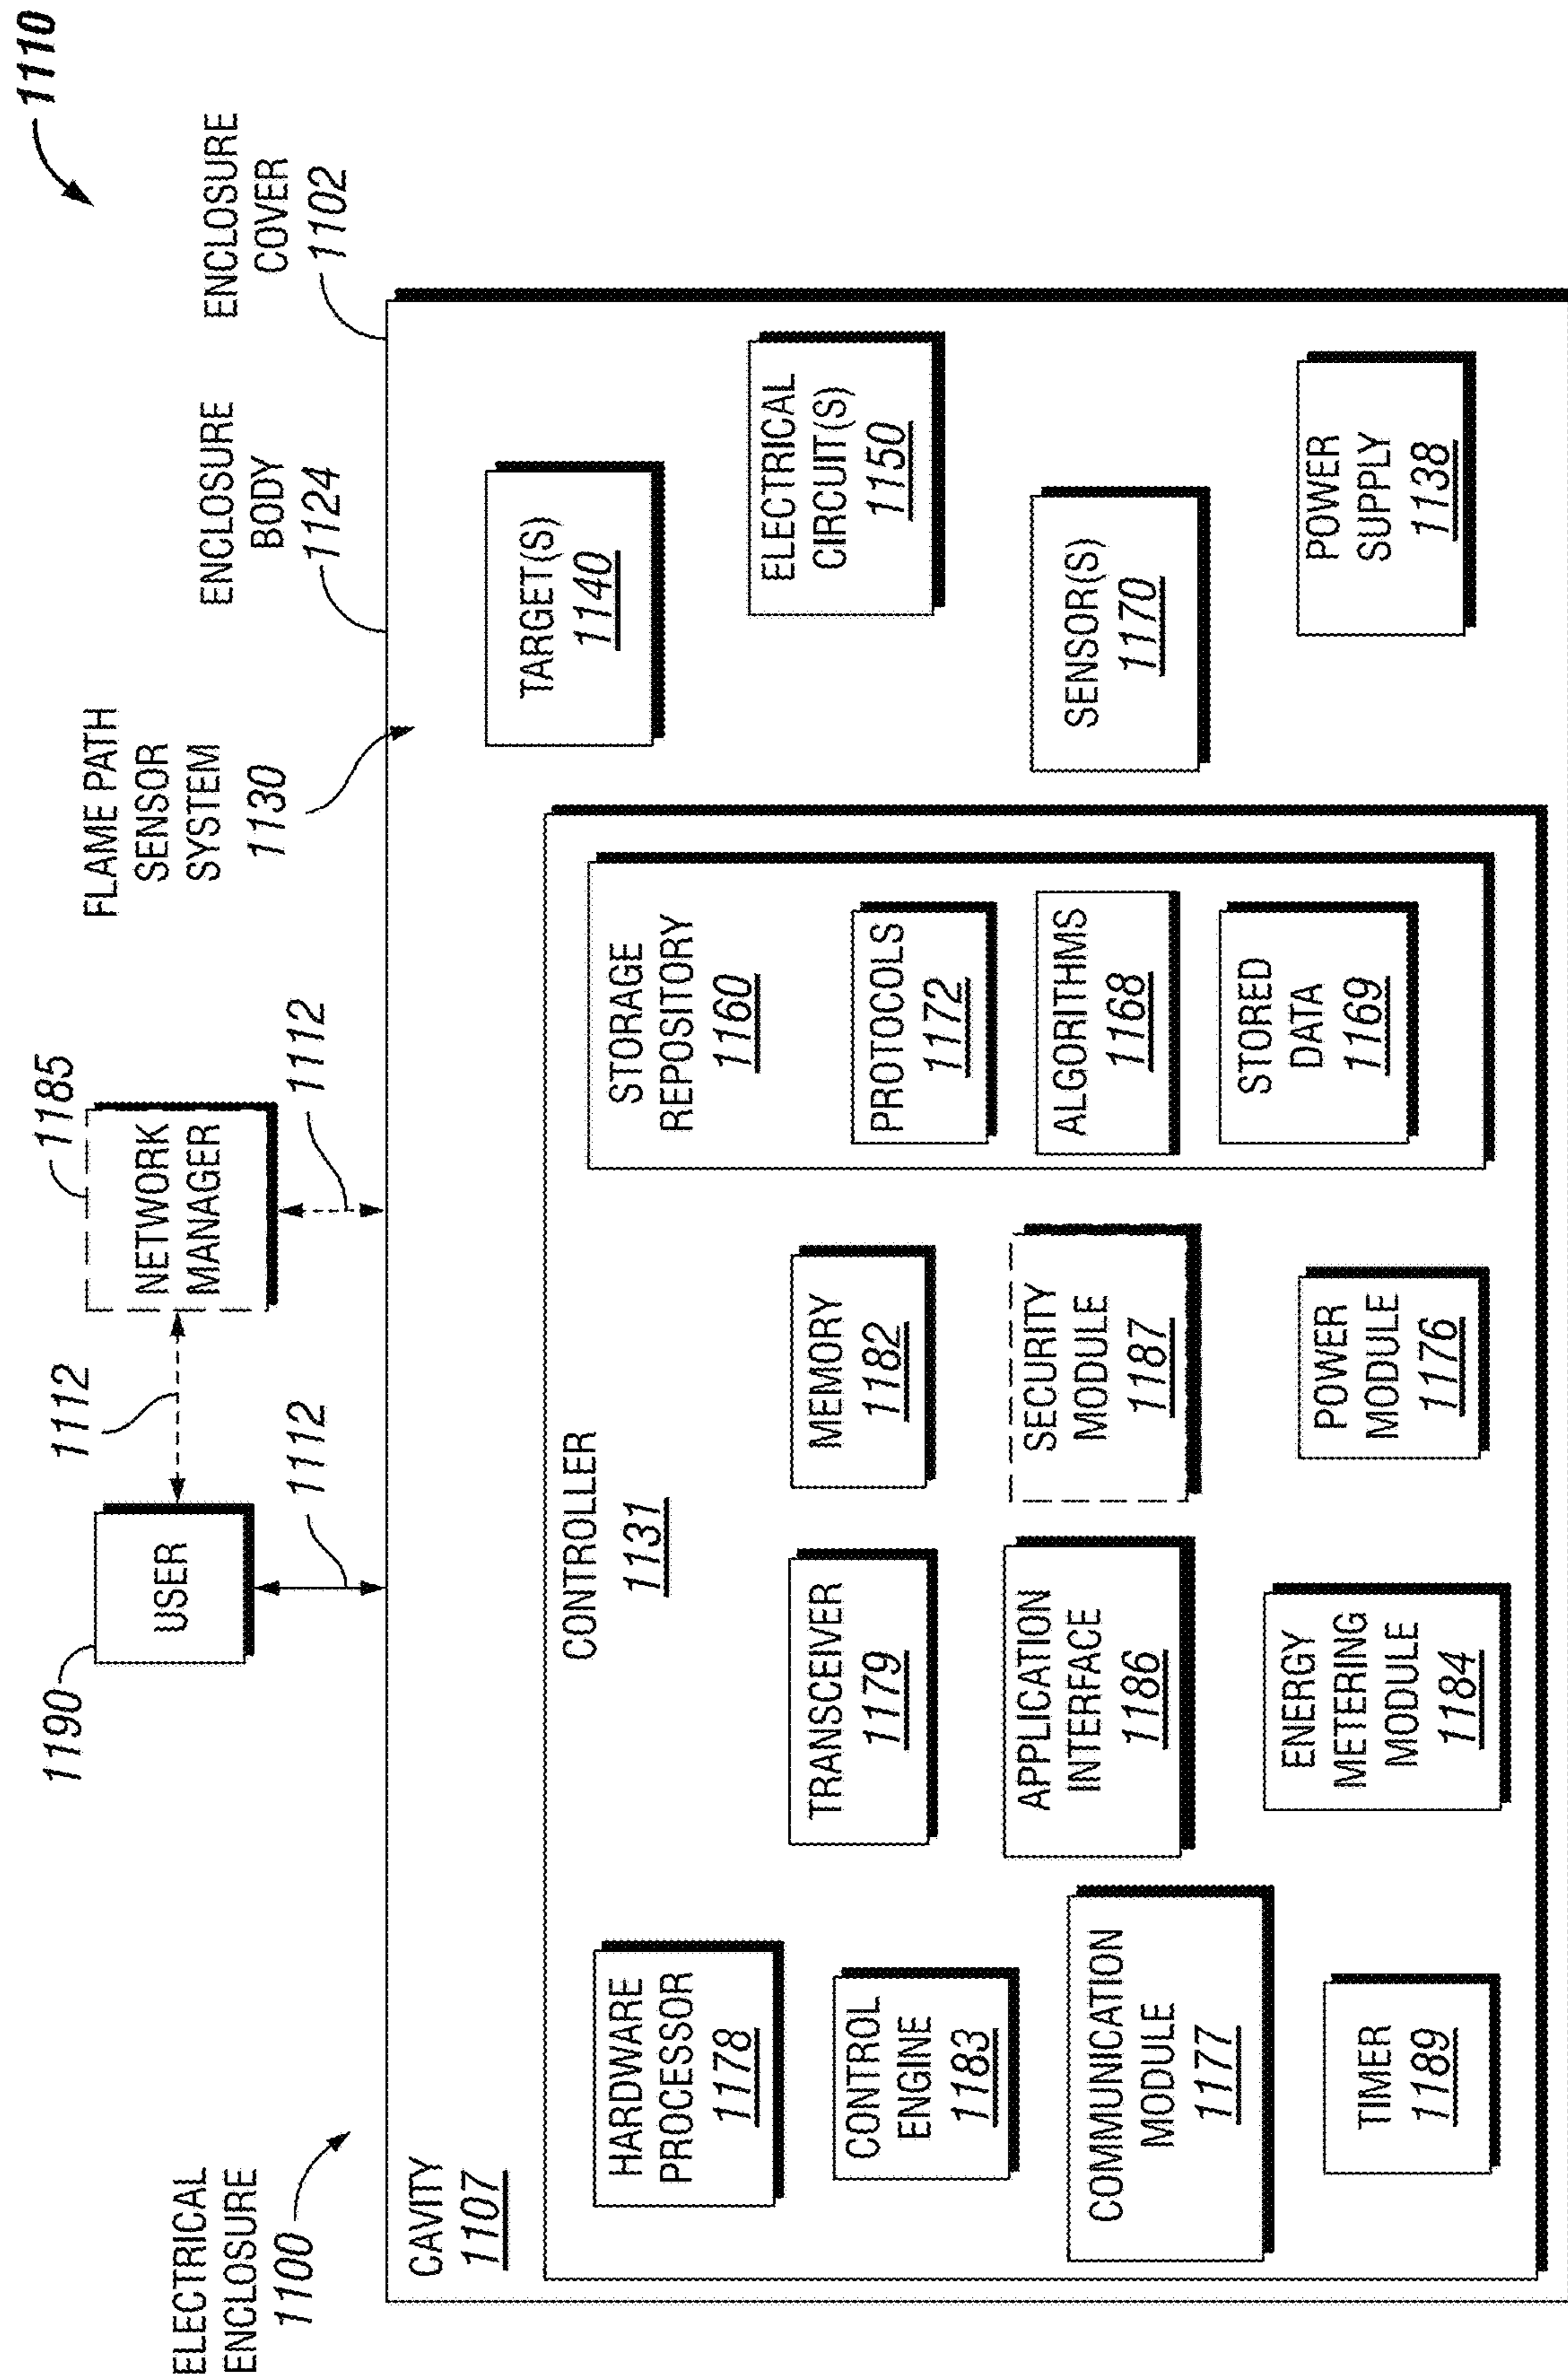 1110
ELECTRICAL
ENCLOSURE
1100
1190
USER
1112
1112
NETWORK
MANAGER
1185
1112
FLAME PATH
SENSOR
SYSTEM
1130
ENCLOSURE
BODY
1124
ENCLOSURE
COVER
1102
CAVITY
1107
CONTROLLER
1131
HARDWARE
PROCESSOR
1178
CONTROL
ENGINE
1183
COMMUNICATION
MODULE
1177
TIMER
1189
TRANSCEIVER
1179
APPLICATION
INTERFACE
1186
ENERGY
METERING
MODULE
1184
MEMORY
1182
SECURITY
MODULE
1187
POWER
MODULE
1176
STORAGE
REPOSITORY
1160
PROTOCOLS
1172
ALGORITHMS
1168
STORED
DATA
1169
TARGET(S)
1140
ELECTRICAL
CIRCUIT(S)
1150
SENSOR(S)
1170
POWER
SUPPLY
1138